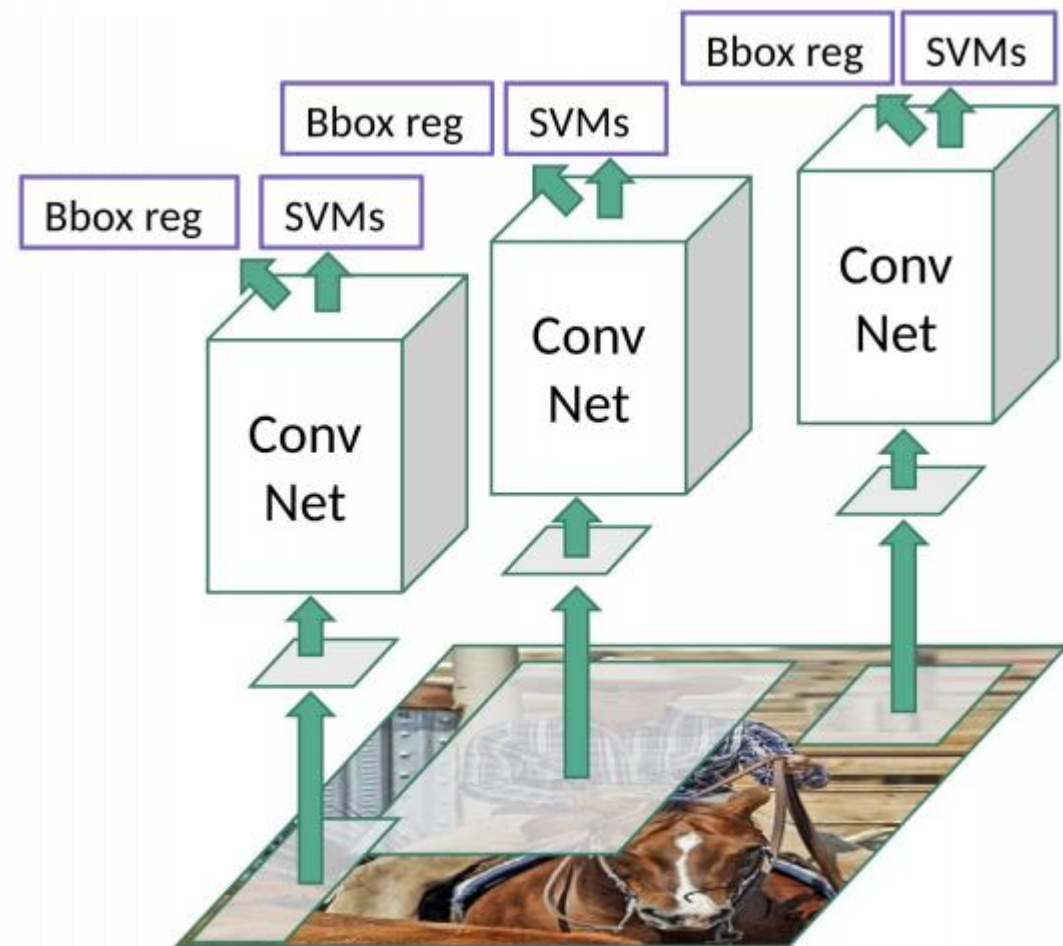 Bbox reg
SVMs
Bbox reg
SVMs
Bbox reg
SVMs
Conv
Net
Conv
Net
Conv
Net